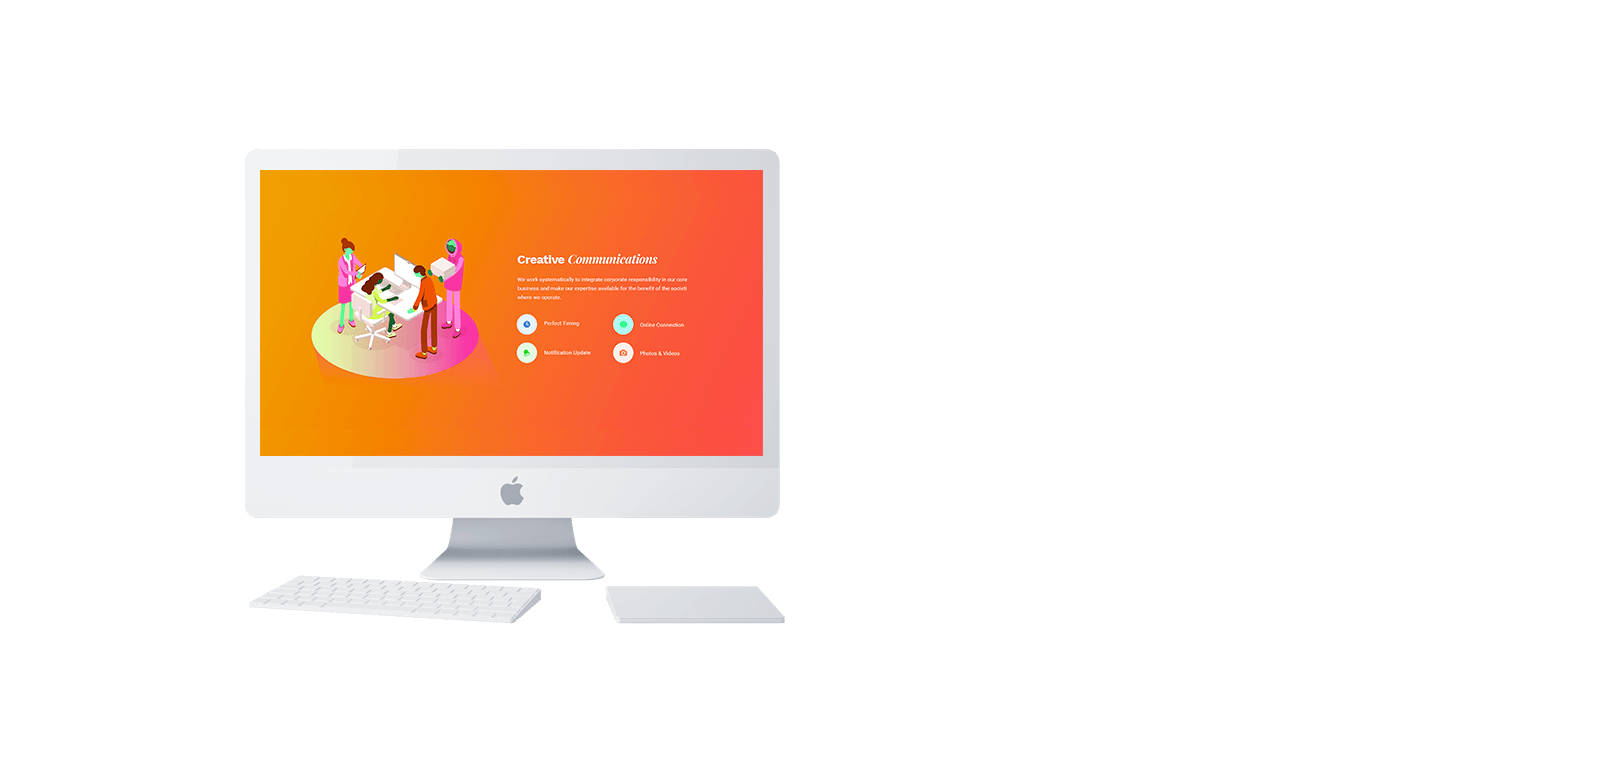 Creative Communications
We work systematically to integrate corporate responsibility in our core
business and make our expertise available for the benefit of the societi
where we operate.
Perfect Timing
Online Connection
Notification Update
Photos & Videos